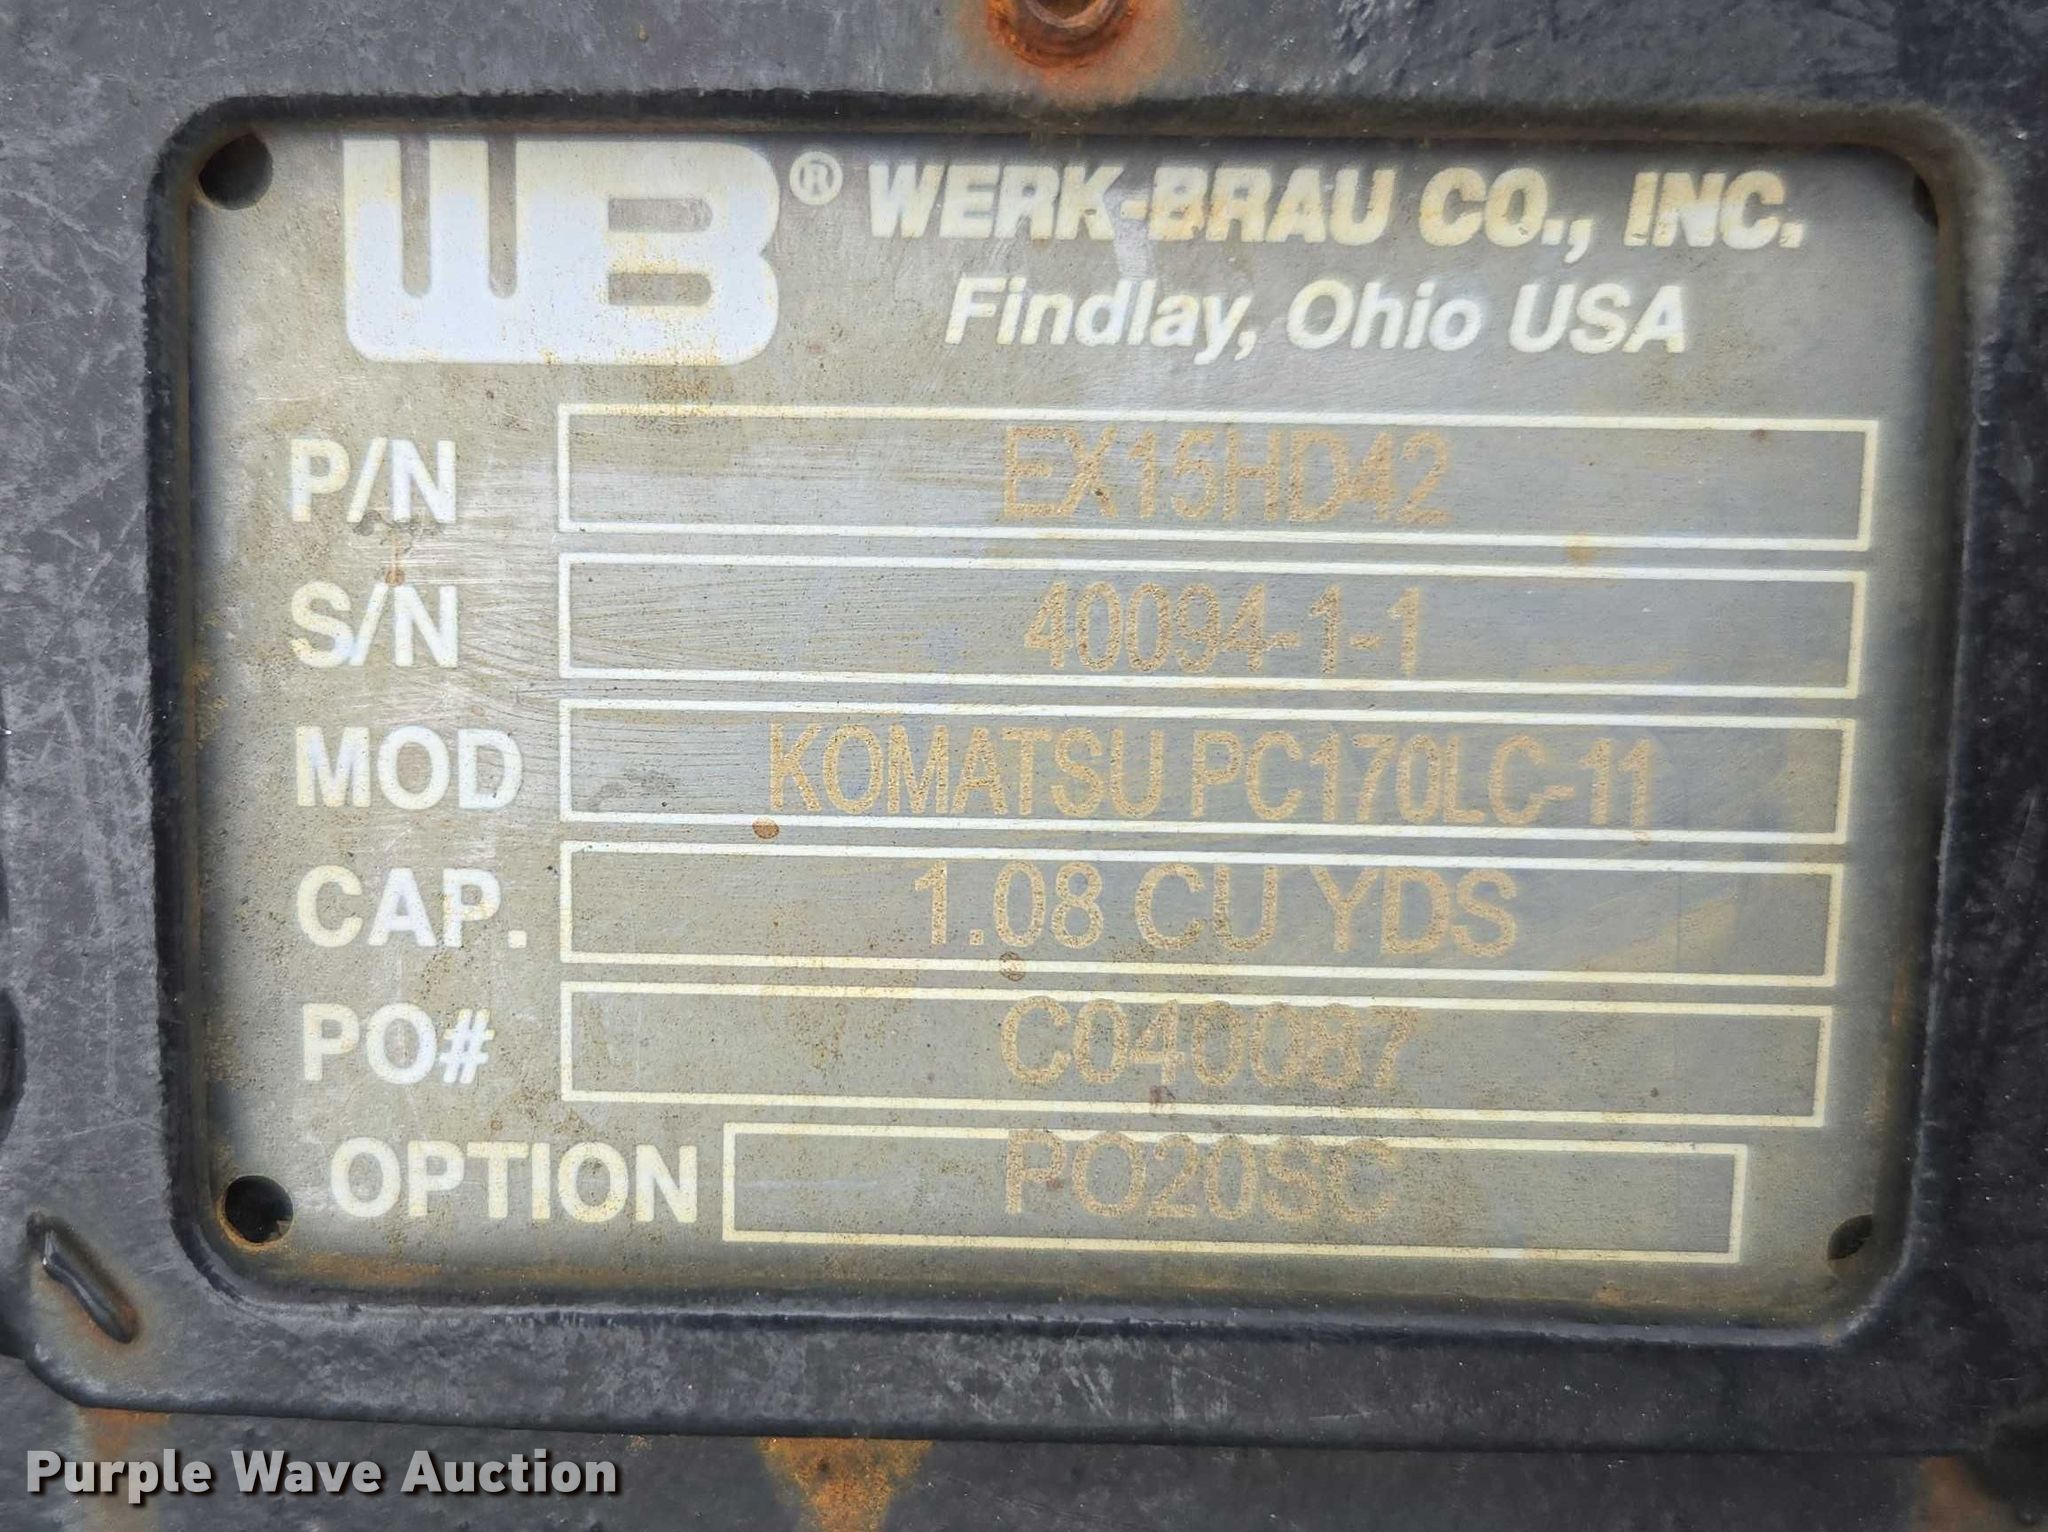 WB® WERK-BRAU CO., INC.
Findlay, Ohio USA
P/N EX15HD42
S/N 40094-1-1
MOD KOMATSU PC170LC-11
CAP. 1.08 CU YDS
PO# C040087
OPTION PO20SC
Purple Wave Auction